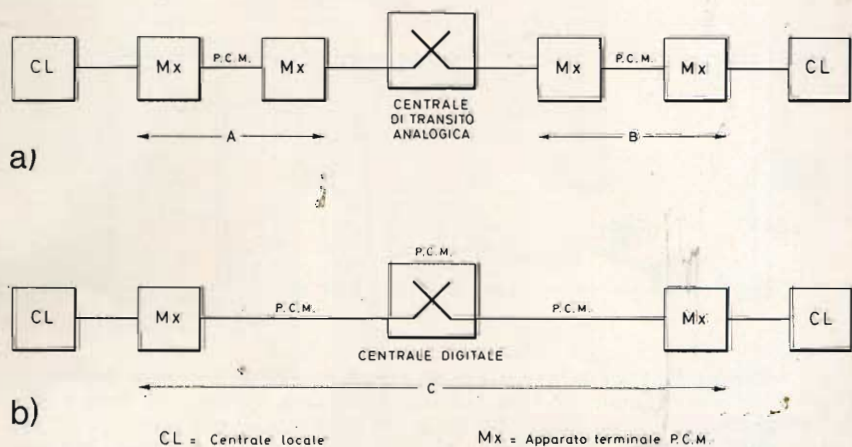 CL Mx P.C.M. Mx Mx P.C.M. Mx CL
CENTRALE
DI TRANSITO
ANALOGICA
A B
a)
P.C.M.
CL Mx P.C.M. P.C.M. Mx CL
CENTRALE DIGITALE
C
b)
CL = Centrale locale Mx = Apparato terminale P.C.M.